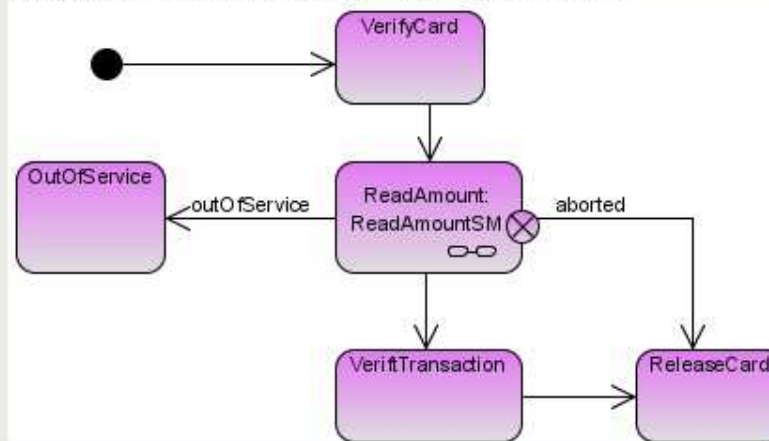 VerifyCard
OutOfService
outOfService
ReadAmount:
ReadAmountSM
aborted
VeriftTransaction
ReleaseCard